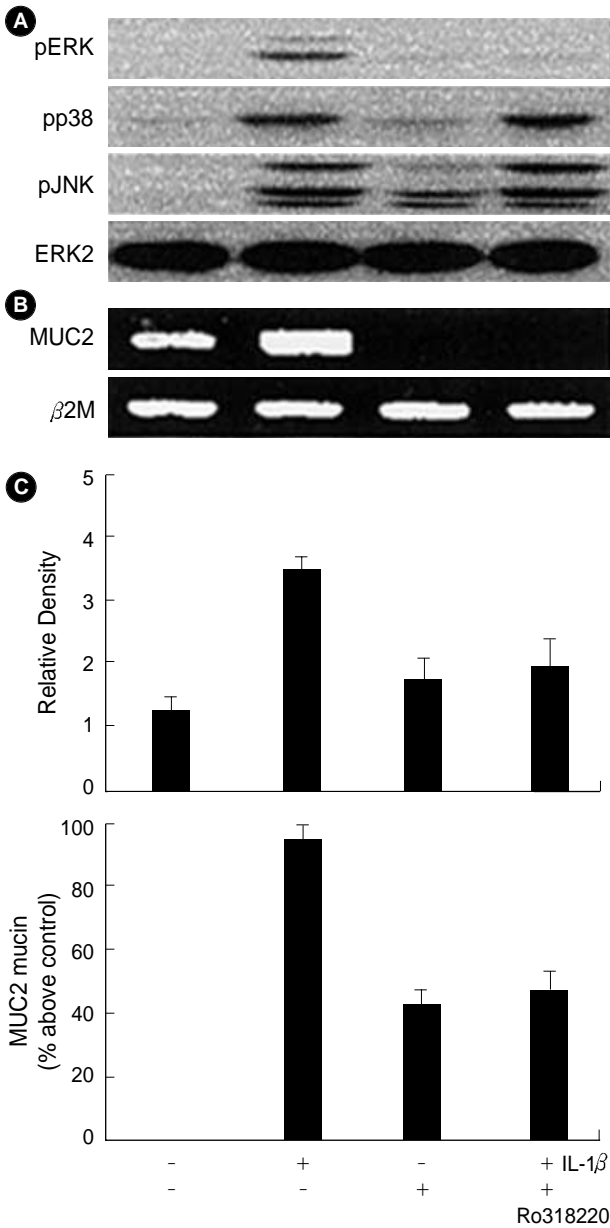 A
pERK
pp38
pJNK
ERK2
B
MUC2
β2M
C
5
4
3
2
1
0
Relative Density
100
80
60
40
20
0
MUC2 mucin
(% above control)
- + - + IL-1β
- - + +
Ro318220